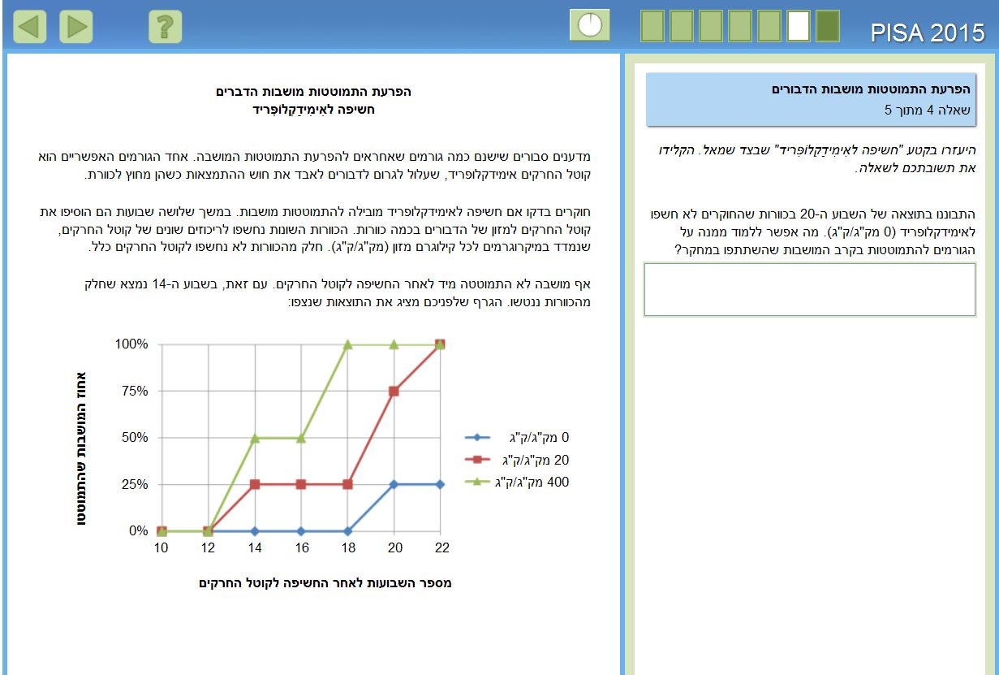 PISA 2015
הפרעת התמוטטות מושבות הדבורים
שאלה 4 מתוך 5
היעזרו בקטע "חשיפה לאִימִידַקְלוֹפְּרִיד" שבצד שמאל. הקלידו
את תשובתכם לשאלה.
התבוננו בתוצאה של השבוע ה-20 בכוורות שהחוקרים לא חשפו
לאימידקלופריד (0 מק"ג/ק"ג). מה אפשר ללמוד ממנה על
הגורמים להתמוטטות בקרב המושבות שהשתתפו במחקר?
הפרעת התמוטטות מושבות הדברים
חשיפה לאִימִידַקְלוֹפְּרִיד
מדענים סבורים שישנם כמה גורמים שאחראים להפרעת התמוטטות המושבה. אחד הגורמים האפשריים הוא
קוטל החרקים אימידקלופריד, שעלול לגרום לדבורים לאבד את חוש ההתמצאות כשהן מחוץ לכוורת.
חוקרים בדקו אם חשיפה לאימידקלופריד מובילה להתמוטטות מושבות. במשך שלושה שבועות הם הוסיפו את
קוטל החרקים למזון של הדבורים בכמה כוורות. הכוורות השונות נחשפו לריכוזים שונים של קוטל החרקים,
שנמדד במיקרוגרמים לכל קילוגרם מזון (מק"ג/ק"ג). חלק מהכוורות לא נחשפו לקוטל החרקים כלל.
אף מושבה לא התמוטטה מיד לאחר החשיפה לקוטל החרקים. עם זאת, בשבוע ה-14 נמצא שחלק
מהכוורות ננטשו. הגרף שלפניכם מציג את התוצאות שנצפו:
אחוז המושבות שהתמוטטו
100%
75%
50%
25%
0%
10 12 14 16 18 20 22
מספר השבועות לאחר החשיפה לקוטל החרקים
0 מק"ג/ק"ג
20 מק"ג/ק"ג
400 מק"ג/ק"ג